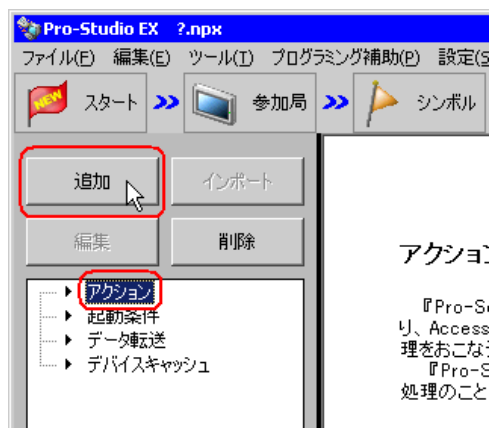 Pro-Studio EX ?.npx
ファイル(F) 編集(E) ツール(T) プログラミング補助(P) 設定(S
NEW スタート 参加局 シンボル
追加 インポート
編集 削除
アクション
起動条件
データ転送
デバイスキャッシュ
アクション
『Pro-Se
り、Access
理をおこな
『Pro-S
処理のこと